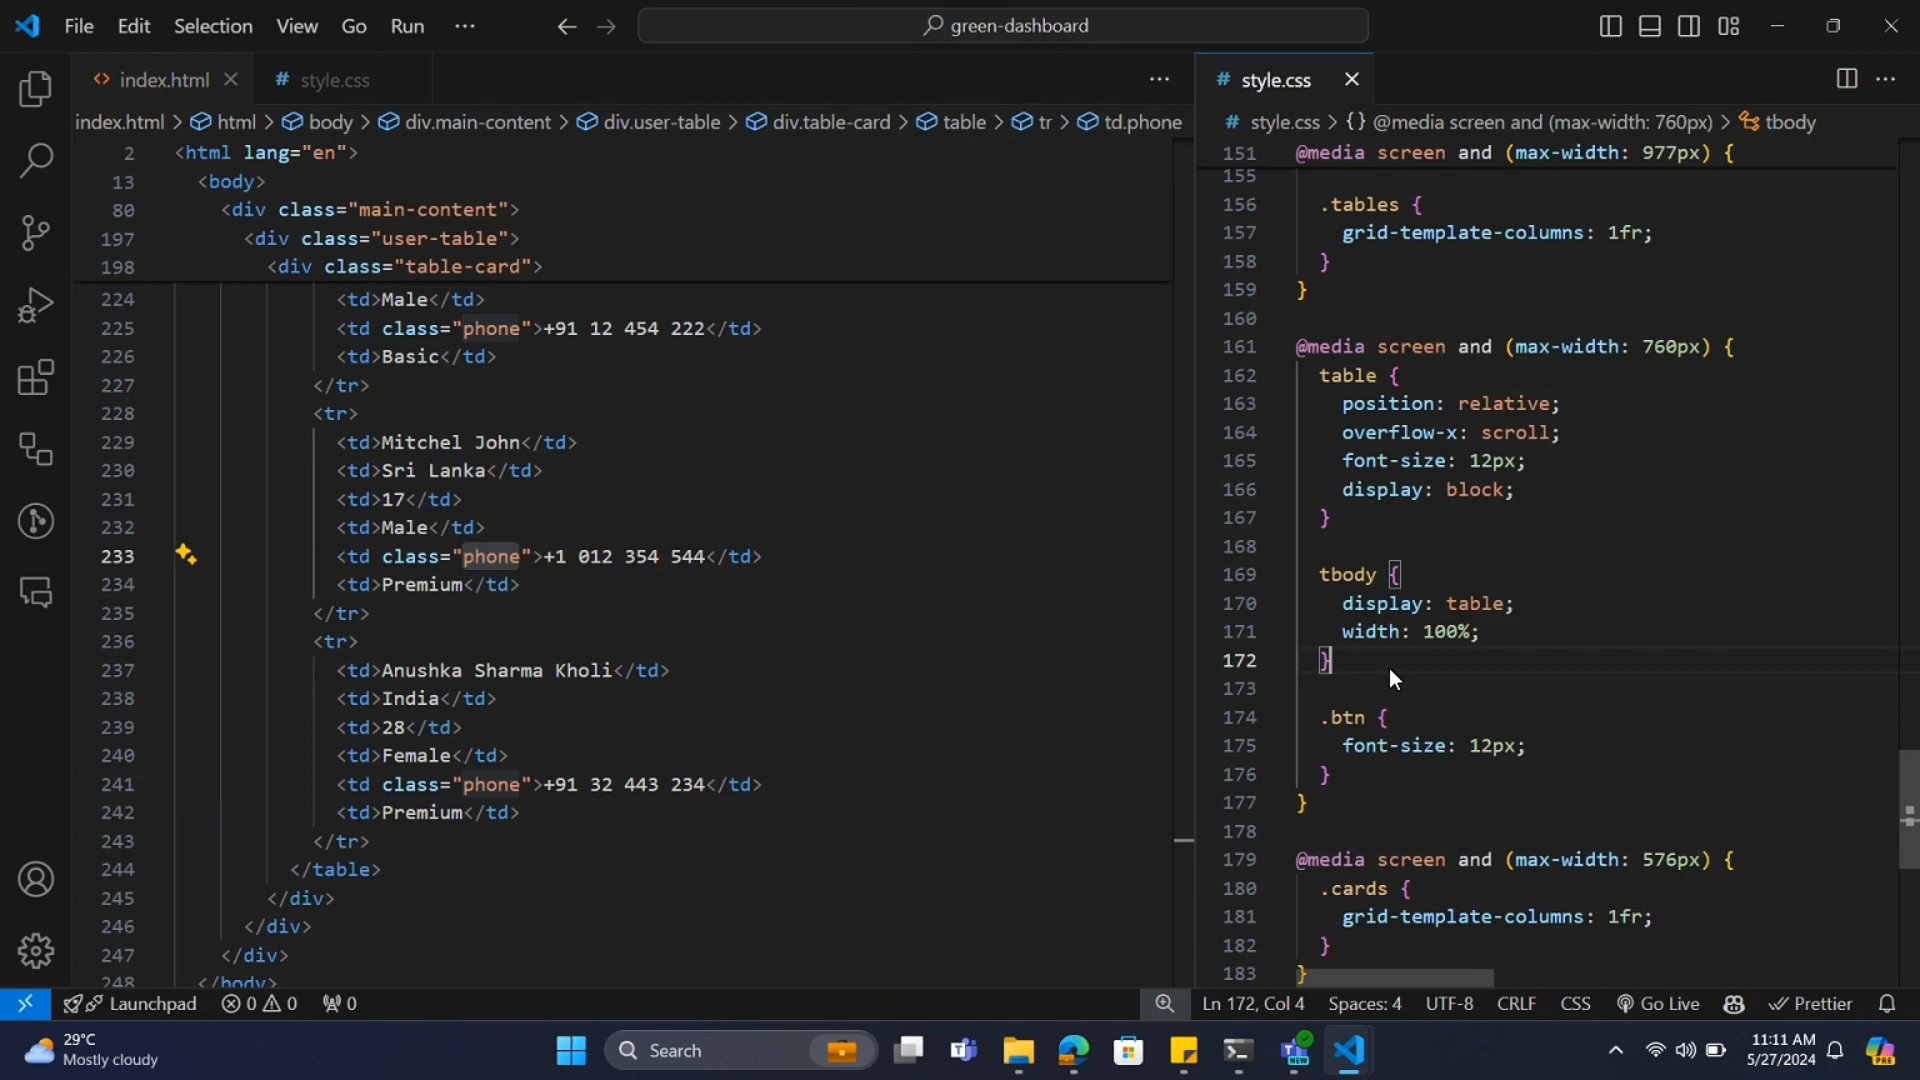 File Edit Selection View Go Run ··· green-dashboard
index.html # style.css ···
# style.css ···
index.html > html > body > div.main-content > div.user-table > div.table-card > table > tr > td.phone
# style.css > {} @media screen and (max-width: 760px) > tbody
2 <html lang="en">
13 <body>
80 <div class="main-content">
197 <div class="user-table">
198 <div class="table-card">
224 <td>Male</td>
225 <td class="phone">+91 12 454 222</td>
226 <td>Basic</td>
227 </tr>
228 <tr>
229 <td>Mitchel John</td>
230 <td>Sri Lanka</td>
231 <td>17</td>
232 <td>Male</td>
233 <td class="phone">+1 012 354 544</td>
234 <td>Premium</td>
235 </tr>
236 <tr>
237 <td>Anushka Sharma Kholi</td>
238 <td>India</td>
239 <td>28</td>
240 <td>Female</td>
241 <td class="phone">+91 32 443 234</td>
242 <td>Premium</td>
243 </tr>
244 </table>
245 </div>
246 </div>
247 </div>
248 </body>
151 @media screen and (max-width: 977px) {
155
156 .tables {
157 grid-template-columns: 1fr;
158 }
159 }
160
161 @media screen and (max-width: 760px) {
162 table {
163 position: relative;
164 overflow-x: scroll;
165 font-size: 12px;
166 display: block;
167 }
168
169 tbody {
170 display: table;
171 width: 100%;
172 }
173
174 .btn {
175 font-size: 12px;
176 }
177 }
178
179 @media screen and (max-width: 576px) {
180 .cards {
181 grid-template-columns: 1fr;
182 }
183 }
Launchpad 0 0 0 Ln 172, Col 4 Spaces: 4 UTF-8 CRLF CSS Go Live Prettier
29°C
Mostly cloudy
Search
NEW
11:11 AM
5/27/2024
PRE